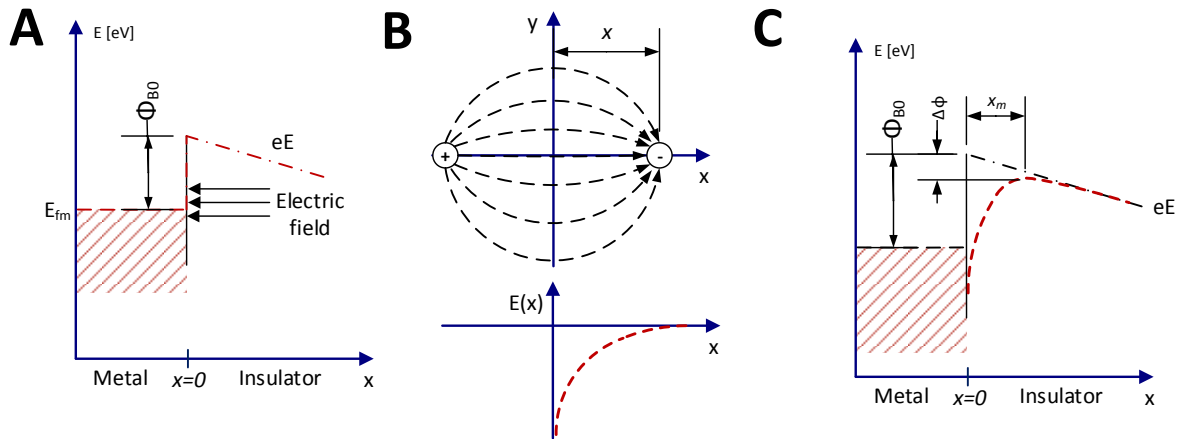 A
E [eV]
Φ_B0
eE
E_fm
Electric
field
Metal
x=0
Insulator
x
B
y
x
+
-
x
E(x)
x
C
E [eV]
Φ_B0
Δϕ
x_m
eE
Metal
x=0
Insulator
x